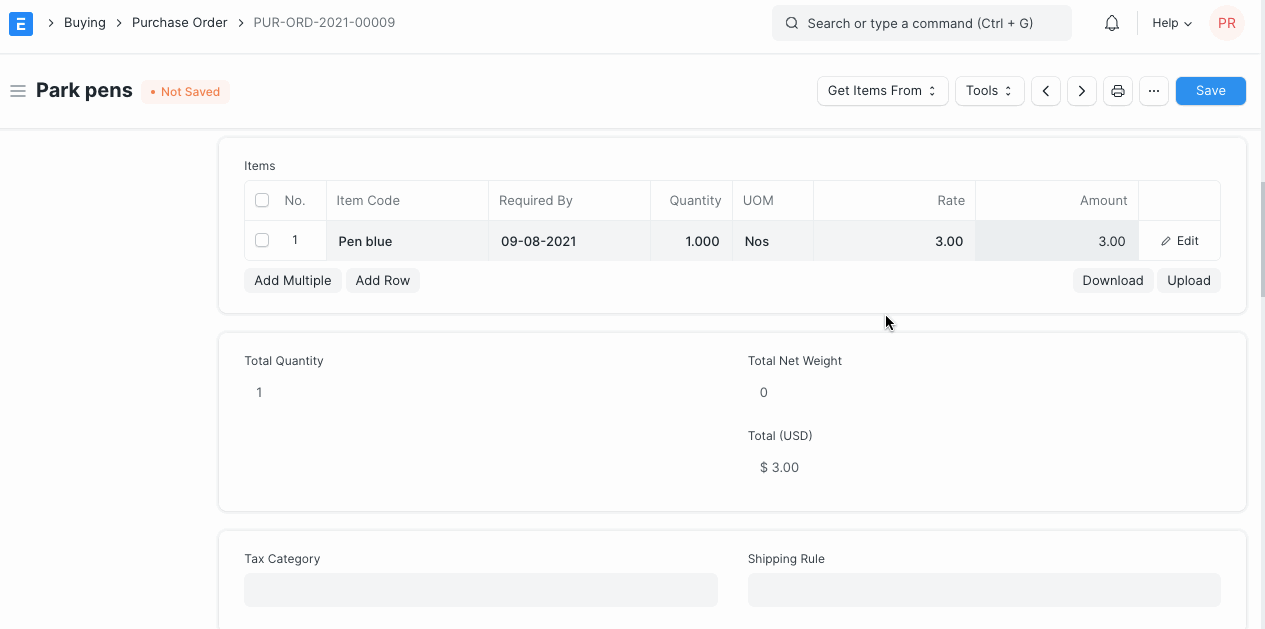 E Buying Purchase Order PUR-ORD-2021-00009 Search or type a command (Ctrl + G) Help PR
Park pens • Not Saved Get Items From Tools ... Save
Items
No. Item Code Required By Quantity UOM Rate Amount
1 Pen blue 09-08-2021 1.000 Nos 3.00 3.00 Edit
Add Multiple Add Row Download Upload
Total Quantity Total Net Weight
1 0
Total (USD)
$ 3.00
Tax Category Shipping Rule